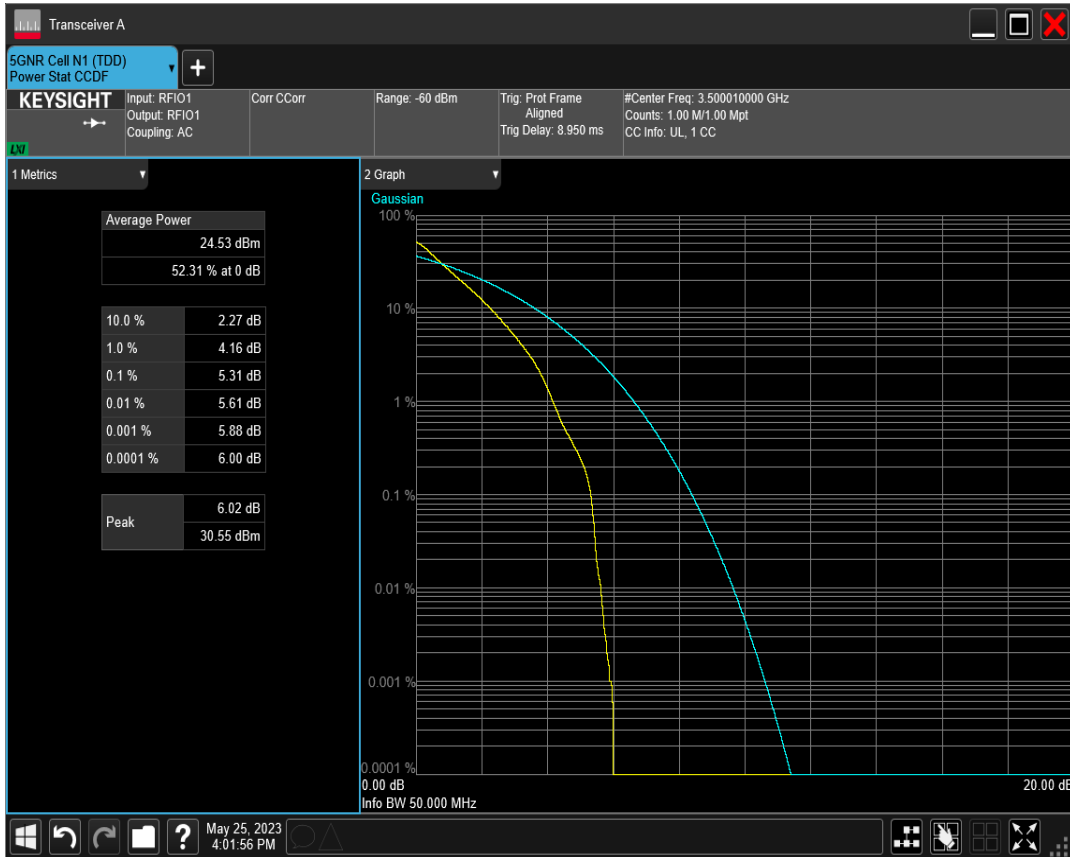 Transceiver A
5GNR Cell N1 (TDD)
Power Stat CCDF
+
KEYSIGHT
LXI
Input: RFIO1
Output: RFIO1
Coupling: AC
Corr CCorr
Range: -60 dBm
Trig: Prot Frame
Aligned
Trig Delay: 8.950 ms
#Center Freq: 3.500010000 GHz
Counts: 1.00 M/1.00 Mpt
CC Info: UL, 1 CC
1 Metrics
Average Power
24.53 dBm
52.31 % at 0 dB
10.0 % 2.27 dB
1.0 % 4.16 dB
0.1 % 5.31 dB
0.01 % 5.61 dB
0.001 % 5.88 dB
0.0001 % 6.00 dB
Peak 6.02 dB
30.55 dBm
2 Graph
Gaussian
100 %
10 %
1 %
0.1 %
0.01 %
0.001 %
0.0001 %
0.00 dB 20.00 dB
Info BW 50.000 MHz
?
May 25, 2023
4:01:56 PM